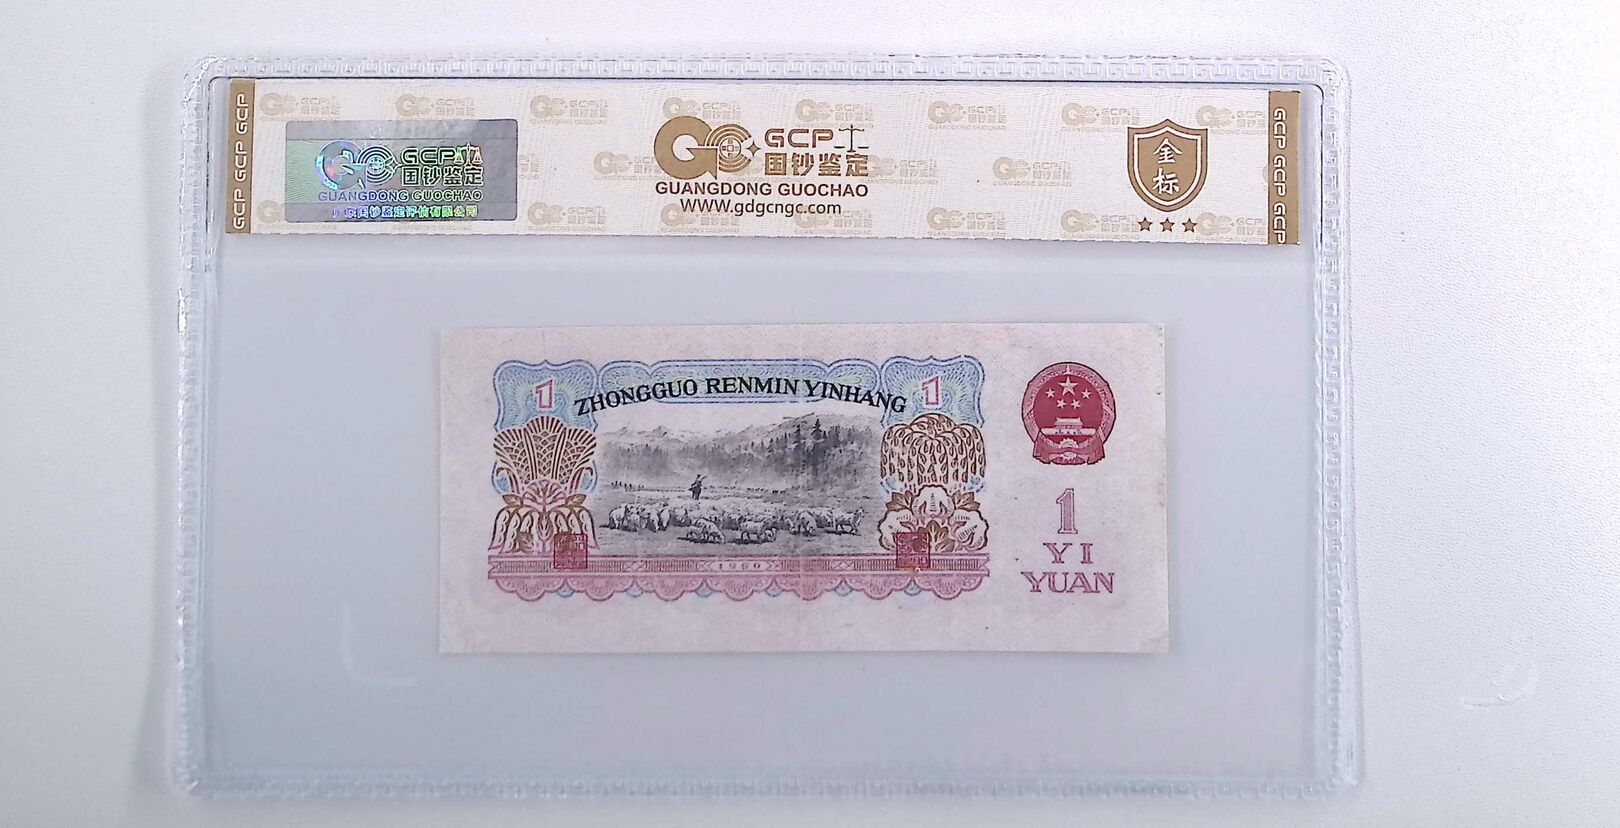 GCP GCP GCP
GCP
国钞鉴定
GUANGDONG GUOCHAO
广东国钞鉴定评估有限公司
GCP
国钞鉴定
GUANGDONG GUOCHAO
WWW.gdgcngc.com
金标
GCP GCP GCP
1
ZHONGGUO RENMIN YINHANG
1
1960
1
YI
YUAN